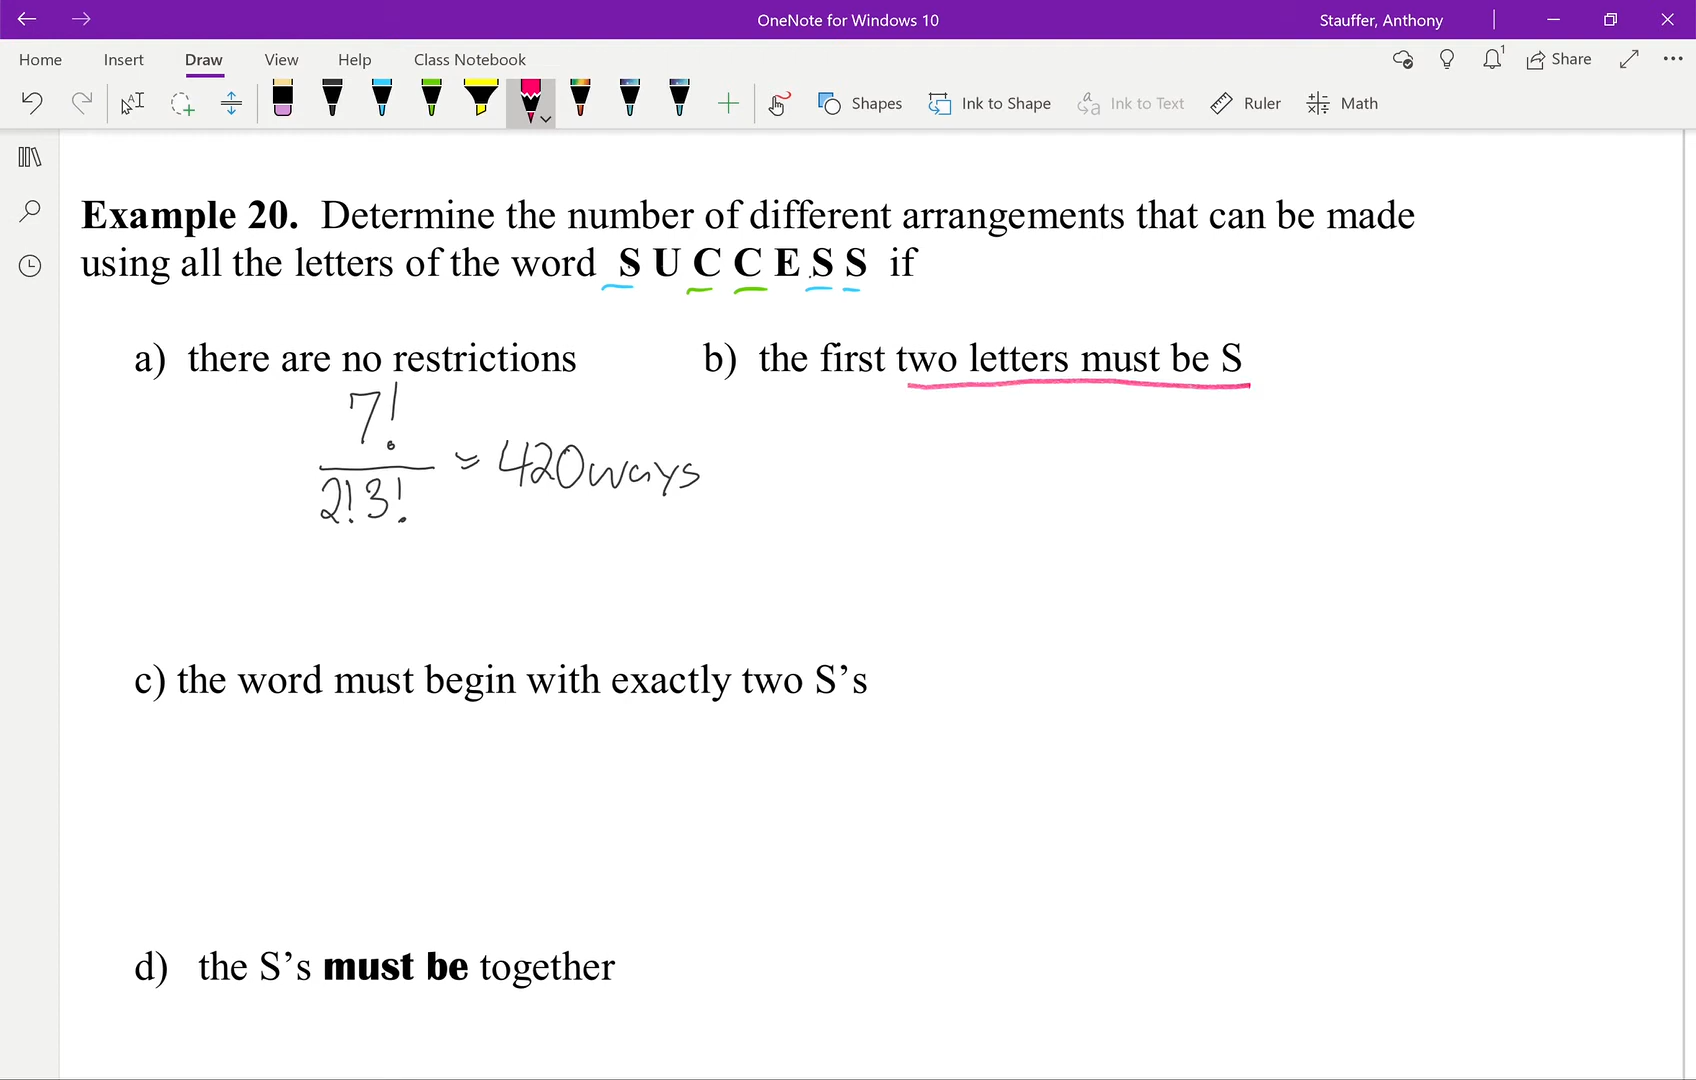 OneNote for Windows 10
Stauffer, Anthony
Home Insert Draw View Help Class Notebook
1 Share
Shapes Ink to Shape Ink to Text Ruler Math
Example 20. Determine the number of different arrangements that can be made
using all the letters of the word S U C C E S S if
a) there are no restrictions
b) the first two letters must be S
7!
2!3!
= 420 ways
c) the word must begin with exactly two S’s
d) the S’s must be together